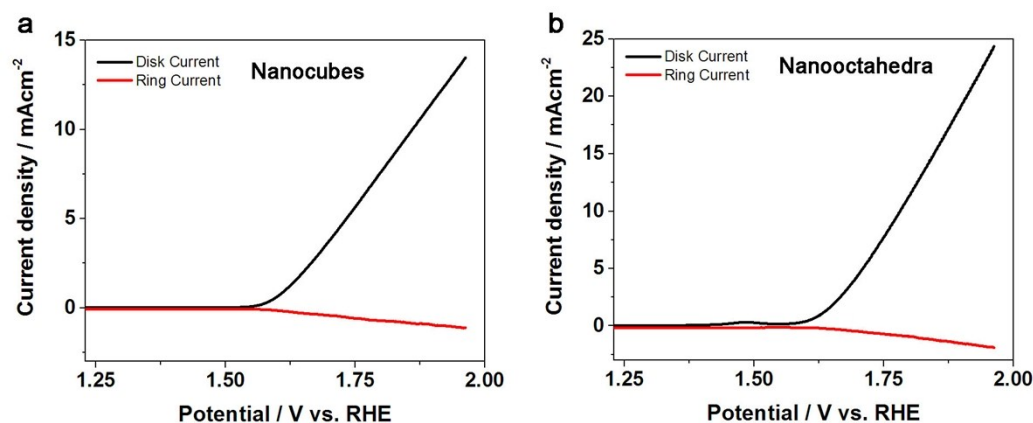 a
Disk Current
Ring Current
Nanocubes
15
10
5
0
Current density / mAcm⁻²
1.25
1.50
1.75
2.00
Potential / V vs. RHE
b
Disk Current
Ring Current
Nanooctahedra
25
20
15
10
5
0
Current density / mAcm⁻²
1.25
1.50
1.75
2.00
Potential / V vs. RHE